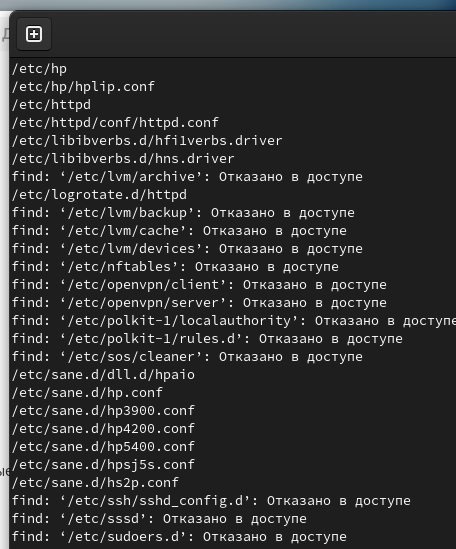 /etc/hp
/etc/hp/hplip.conf
/etc/httpd
/etc/httpd/conf/httpd.conf
/etc/libibverbs.d/hfi1verbs.driver
/etc/libibverbs.d/hns.driver
find: ‘/etc/lvm/archive’: Отказано в доступе
/etc/logrotate.d/httpd
find: ‘/etc/lvm/backup’: Отказано в доступе
find: ‘/etc/lvm/cache’: Отказано в доступе
find: ‘/etc/lvm/devices’: Отказано в доступе
find: ‘/etc/nftables’: Отказано в доступе
find: ‘/etc/openvpn/client’: Отказано в доступе
find: ‘/etc/openvpn/server’: Отказано в доступе
find: ‘/etc/polkit-1/localauthority’: Отказано в доступе
find: ‘/etc/polkit-1/rules.d’: Отказано в доступе
find: ‘/etc/sos/cleaner’: Отказано в доступе
/etc/sane.d/dll.d/hpaio
/etc/sane.d/hp.conf
/etc/sane.d/hp3900.conf
/etc/sane.d/hp4200.conf
/etc/sane.d/hp5400.conf
/etc/sane.d/hpsj5s.conf
/etc/sane.d/hs2p.conf
find: ‘/etc/ssh/sshd_config.d’: Отказано в доступе
find: ‘/etc/sssd’: Отказано в доступе
find: ‘/etc/sudoers.d’: Отказано в доступе